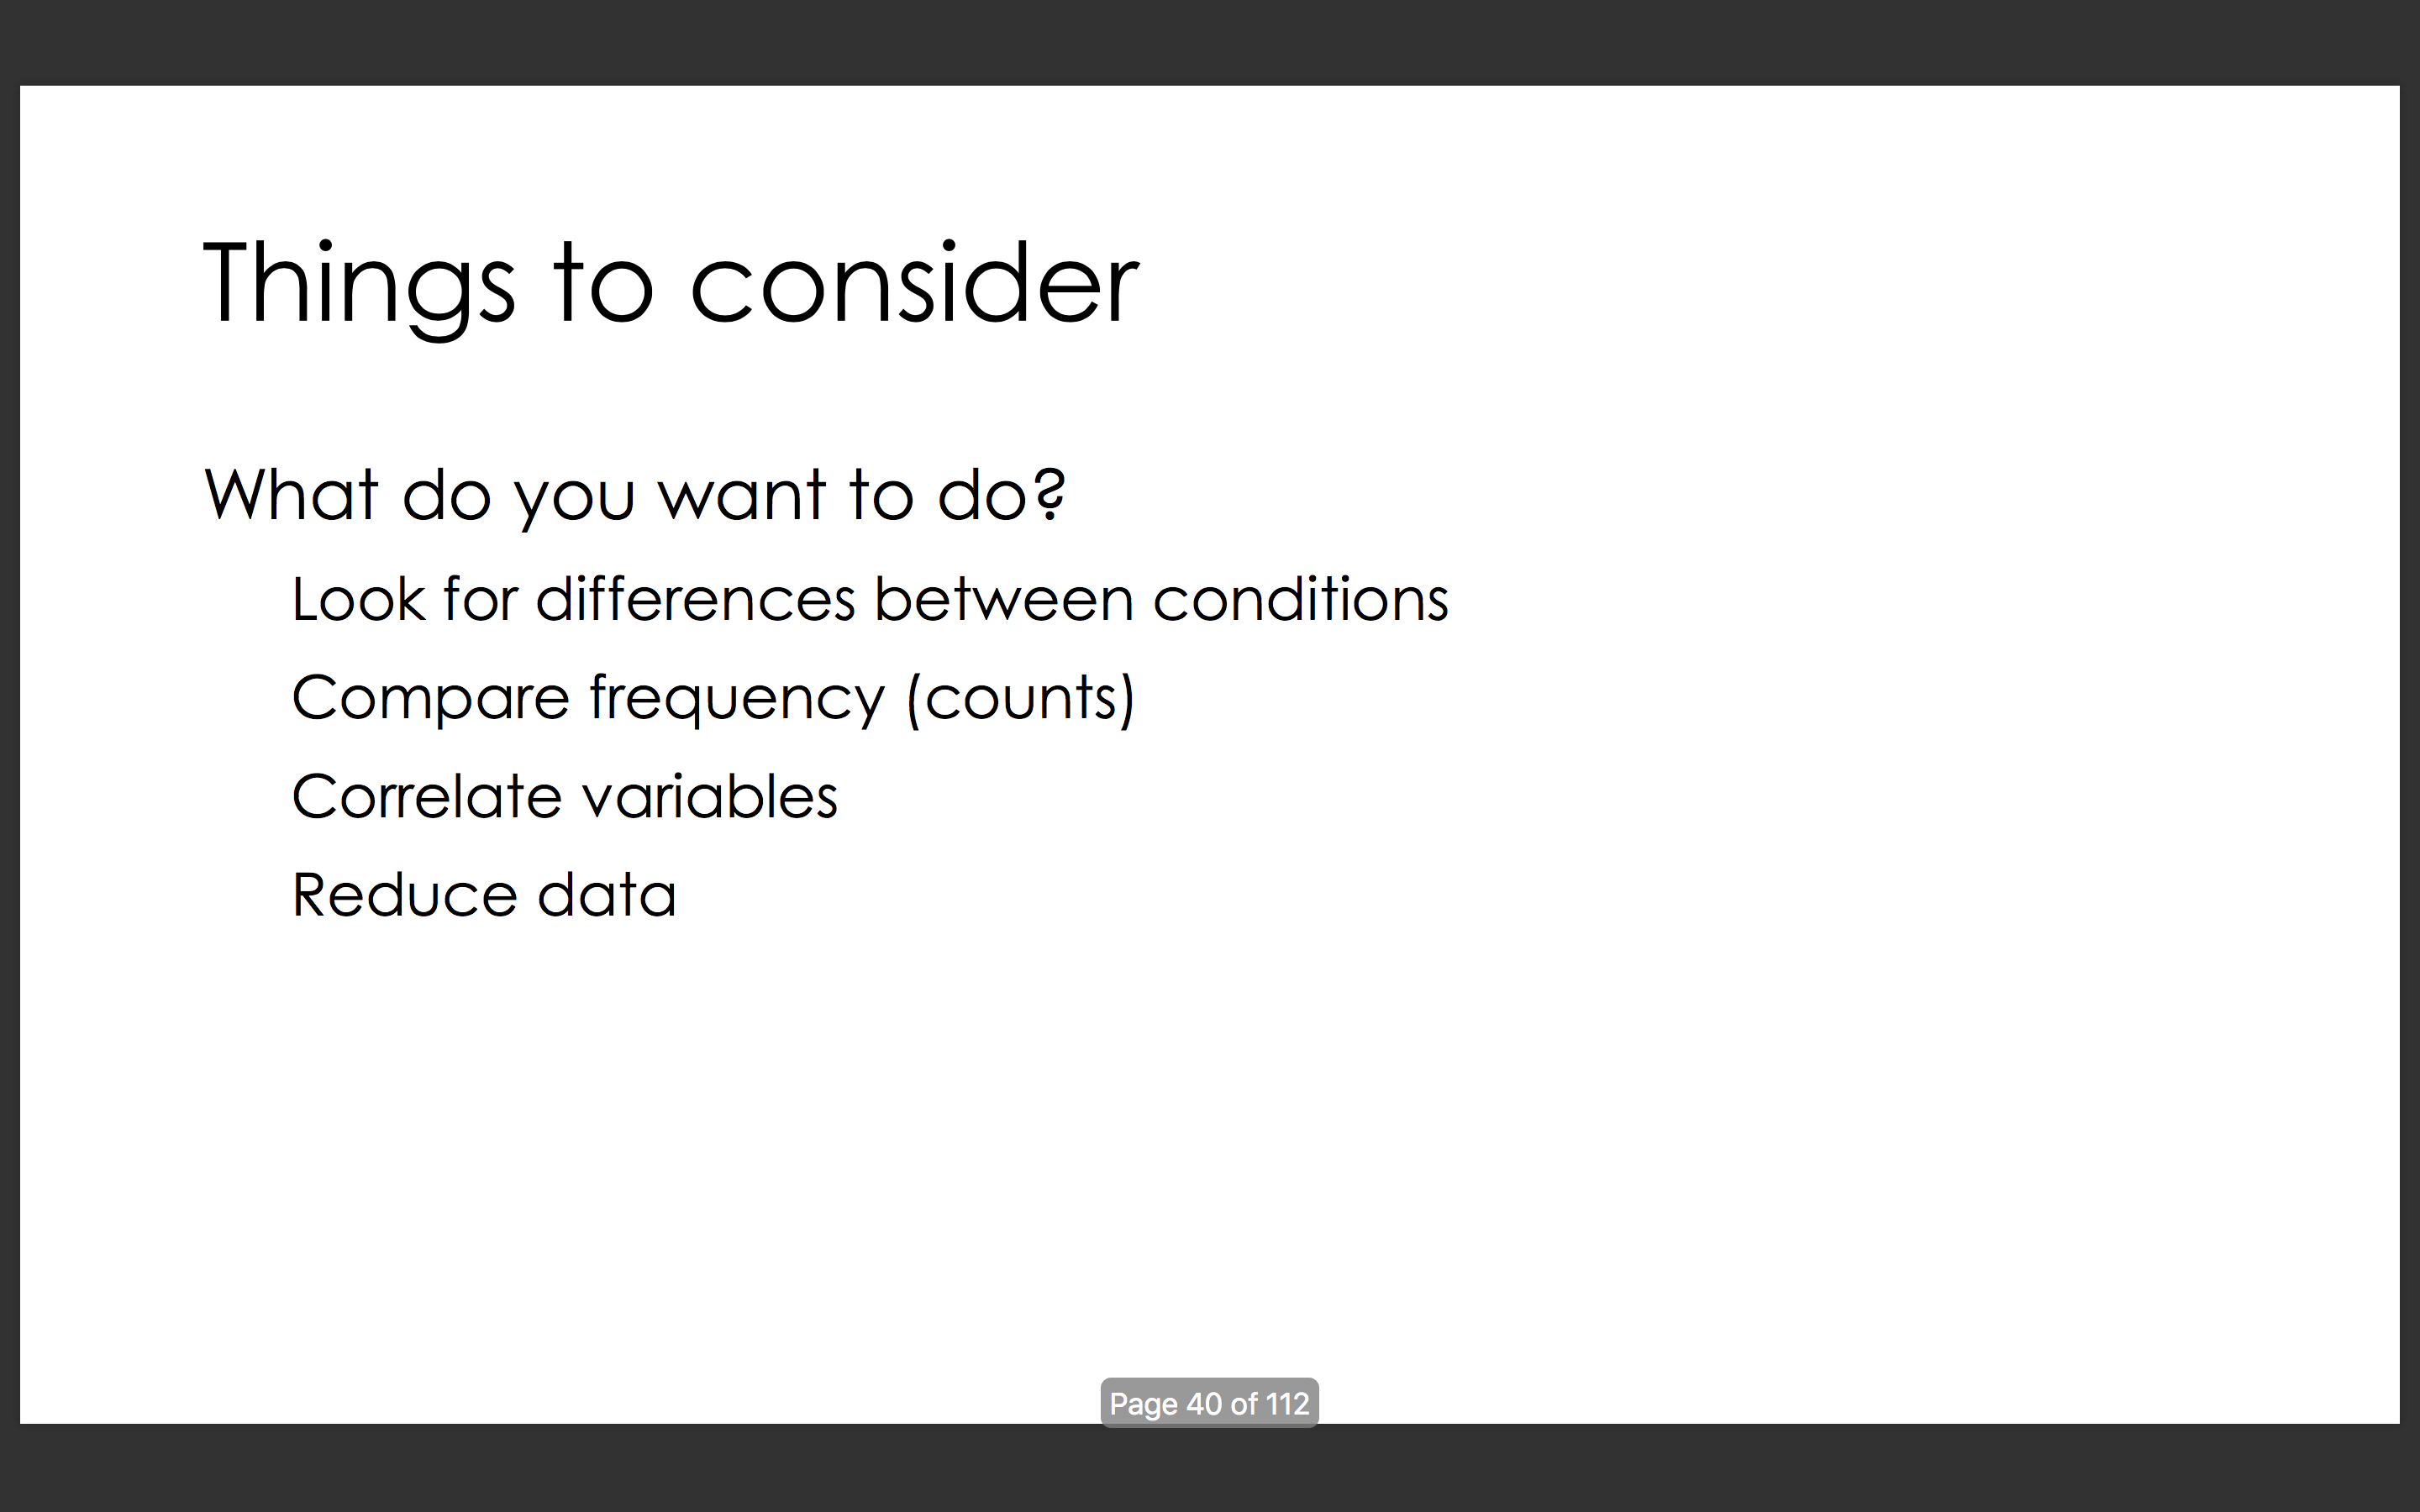 Things to consider
What do you want to do?
Look for differences between conditions
Compare frequency (counts)
Correlate variables
Reduce data
Page 40 of 112